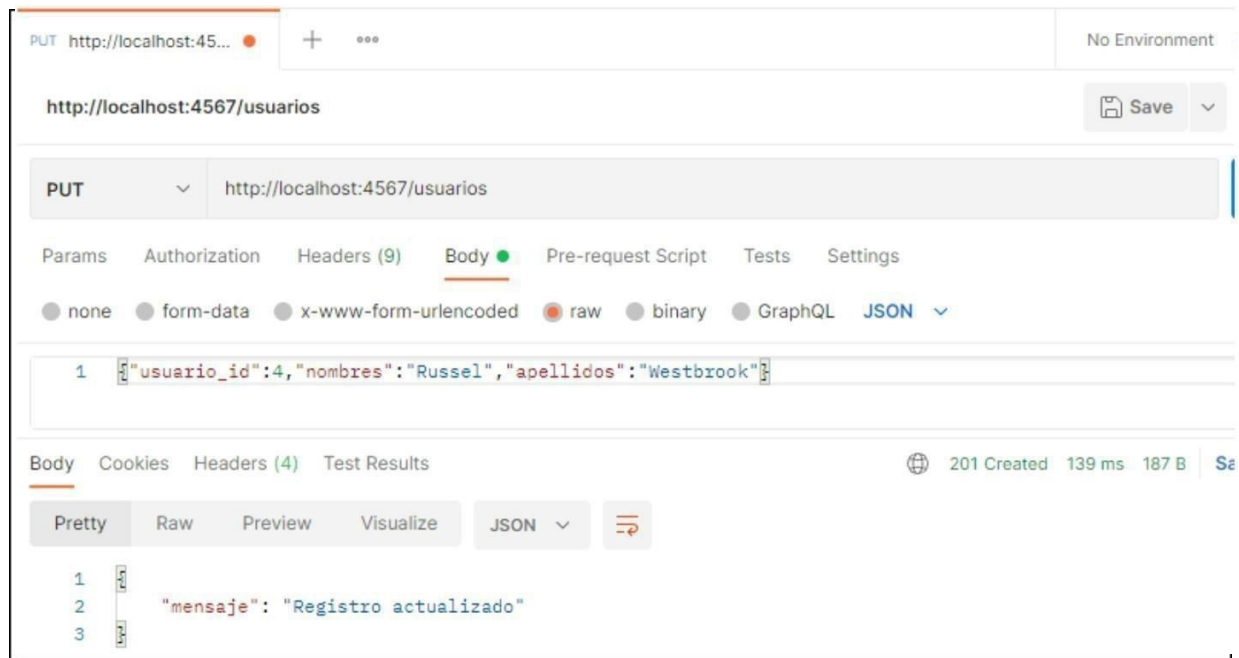 PUT http://localhost:45... + ooo No Environment
http://localhost:4567/usuarios Save
PUT http://localhost:4567/usuarios
Params Authorization Headers (9) Body Pre-request Script Tests Settings
none form-data x-www-form-urlencoded raw binary GraphQL JSON
1 {"usuario_id":4,"nombres":"Russel","apellidos":"Westbrook"}
Body Cookies Headers (4) Test Results 201 Created 139 ms 187 B Sa
Pretty Raw Preview Visualize JSON
1 {
2 "mensaje": "Registro actualizado"
3 }